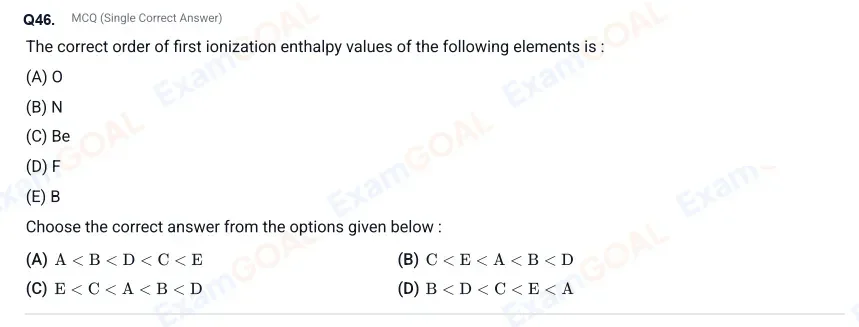 Q46. MCQ (Single Correct Answer)
The correct order of first ionization enthalpy values of the following elements is :
(A) O
(B) N
(C) Be
(D) F
(E) B
Choose the correct answer from the options given below :
(A) A < B < D < C < E (B) C < E < A < B < D
(C) E < C < A < B < D (D) B < D < C < E < A
ExamGOAL